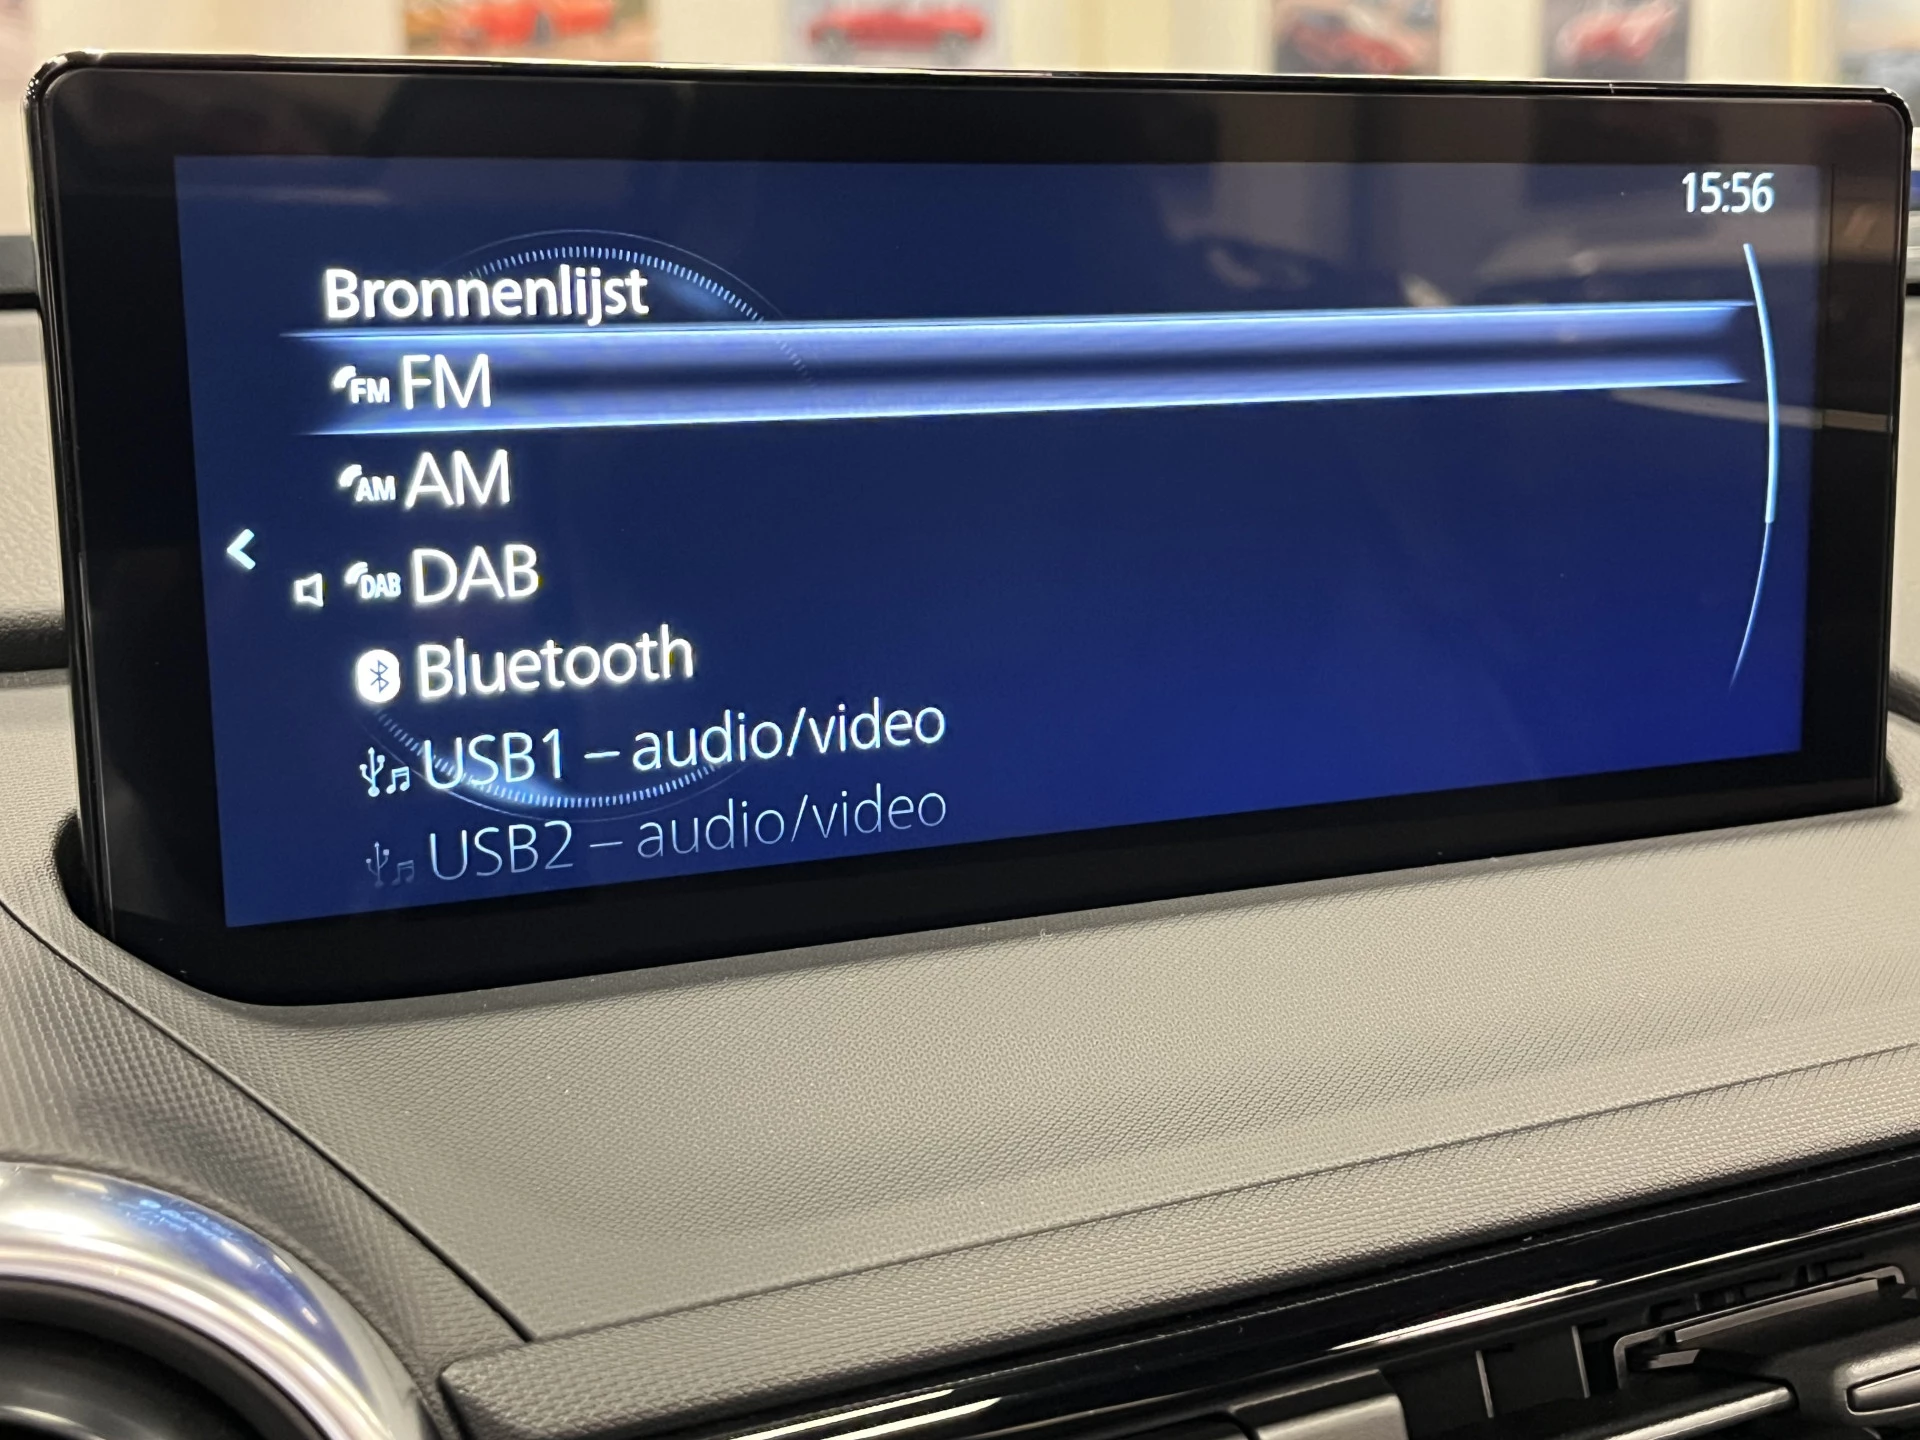 15:56
Bronnenlijst
FM FM
AM AM
DAB DAB
Bluetooth
USB1 – audio/video
USB2 – audio/video